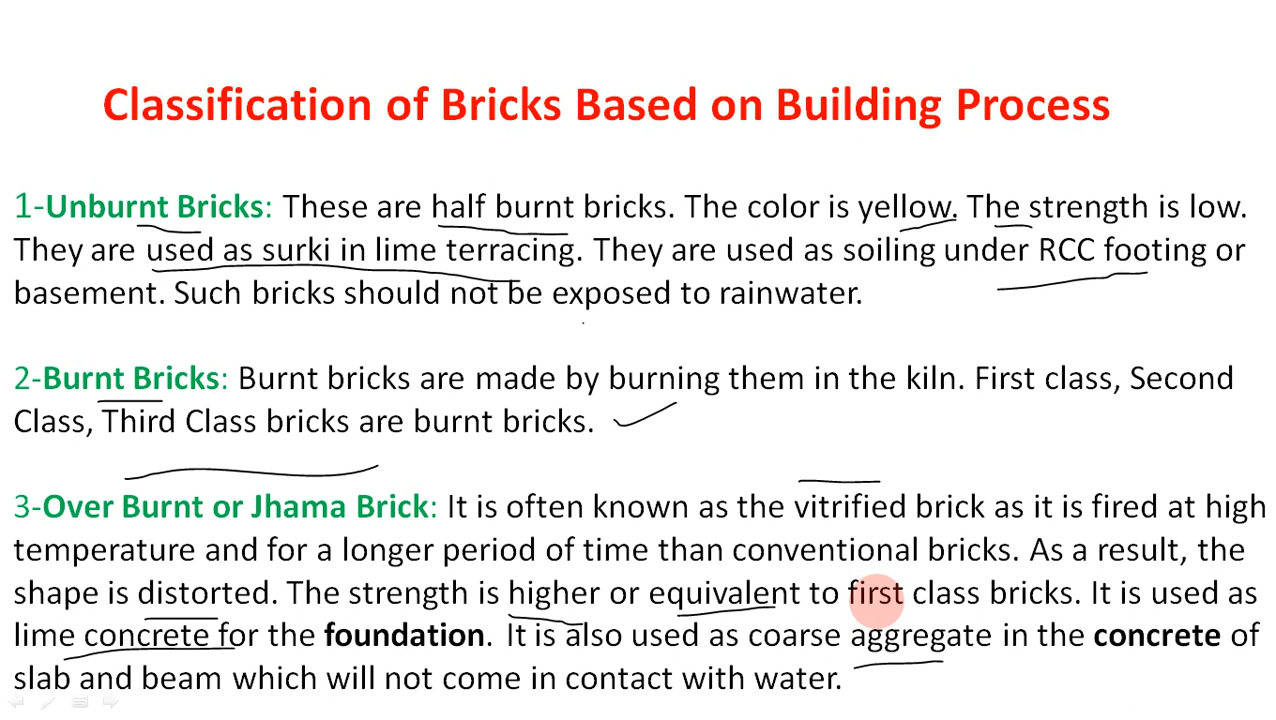 Classification of Bricks Based on Building Process
1-Unburnt Bricks: These are half burnt bricks. The color is yellow. The strength is low.
They are used as surki in lime terracing. They are used as soiling under RCC footing or
basement. Such bricks should not be exposed to rainwater.
2-Burnt Bricks: Burnt bricks are made by burning them in the kiln. First class, Second
Class, Third Class bricks are burnt bricks.
3-Over Burnt or Jhama Brick: It is often known as the vitrified brick as it is fired at high
temperature and for a longer period of time than conventional bricks. As a result, the
shape is distorted. The strength is higher or equivalent to first class bricks. It is used as
lime concrete for the foundation. It is also used as coarse aggregate in the concrete of
slab and beam which will not come in contact with water.